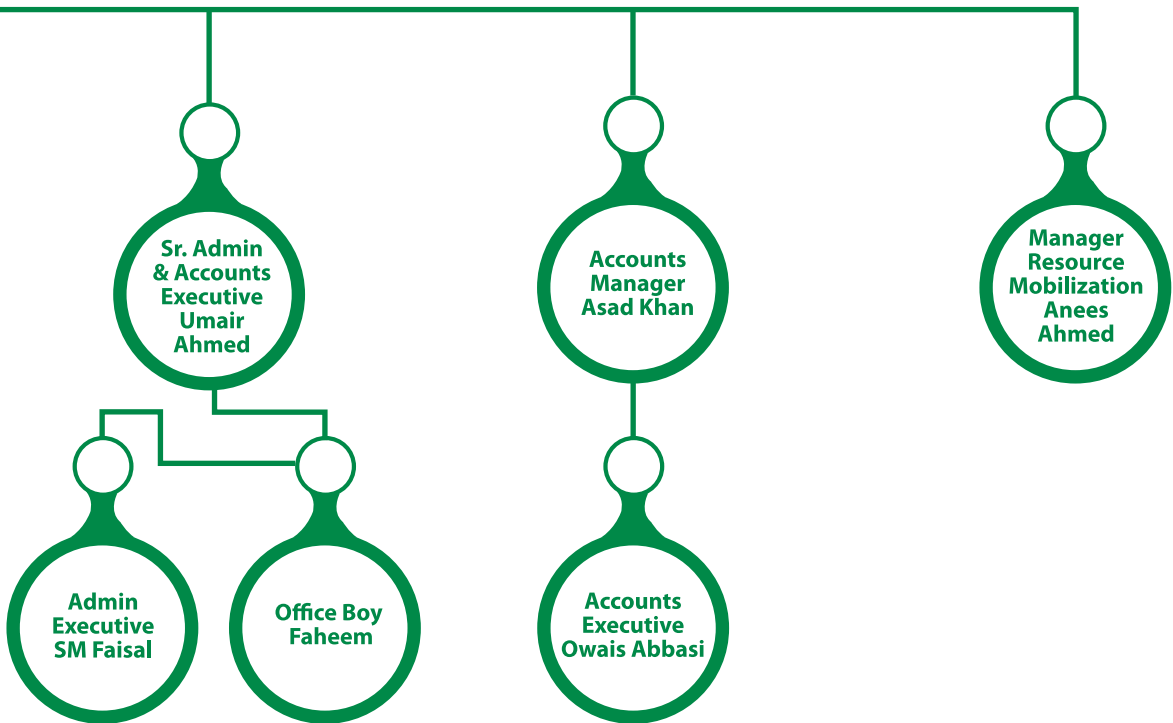 Sr. Admin
& Accounts
Executive
Umair
Ahmed
Accounts
Manager
Asad Khan
Manager
Resource
Mobilization
Anees
Ahmed
Admin
Executive
SM Faisal
Office Boy
Faheem
Accounts
Executive
Owais Abbasi